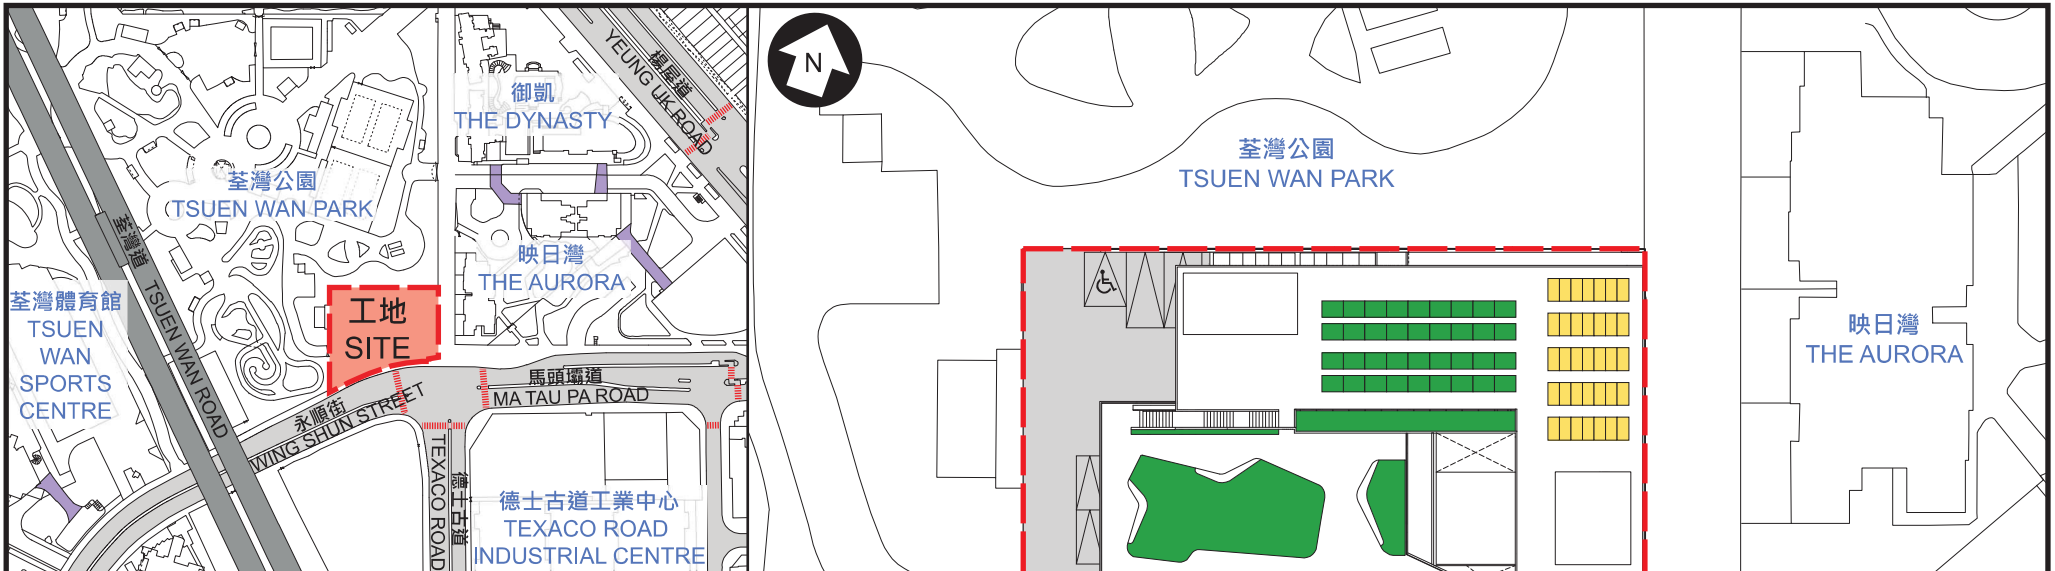 楊屋道
YEUNG UK ROAD
御凱
THE DYNASTY
荃灣公園
TSUEN WAN PARK
荃灣道
TSUEN WAN ROAD
映日灣
THE AURORA
荃灣體育館
TSUEN
WAN
SPORTS
CENTRE
工地
SITE
馬頭壩道
MA TAU PA ROAD
永順街
WING SHUN STREET
德士古道
TEXACO ROAD
德士古道工業中心
TEXACO ROAD
INDUSTRIAL CENTRE
N
荃灣公園
TSUEN WAN PARK
映日灣
THE AURORA